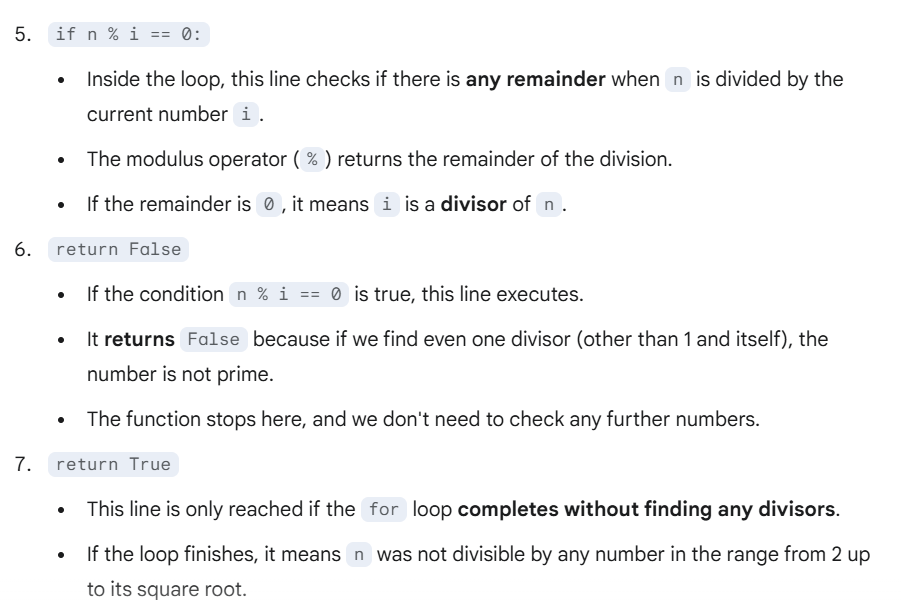 5. if n % i == 0:
• Inside the loop, this line checks if there is any remainder when n is divided by the
current number i.
• The modulus operator (%) returns the remainder of the division.
• If the remainder is 0, it means i is a divisor of n.
6. return False
• If the condition n % i == 0 is true, this line executes.
• It returns False because if we find even one divisor (other than 1 and itself), the
number is not prime.
• The function stops here, and we don't need to check any further numbers.
7. return True
• This line is only reached if the for loop completes without finding any divisors.
• If the loop finishes, it means n was not divisible by any number in the range from 2 up
to its square root.